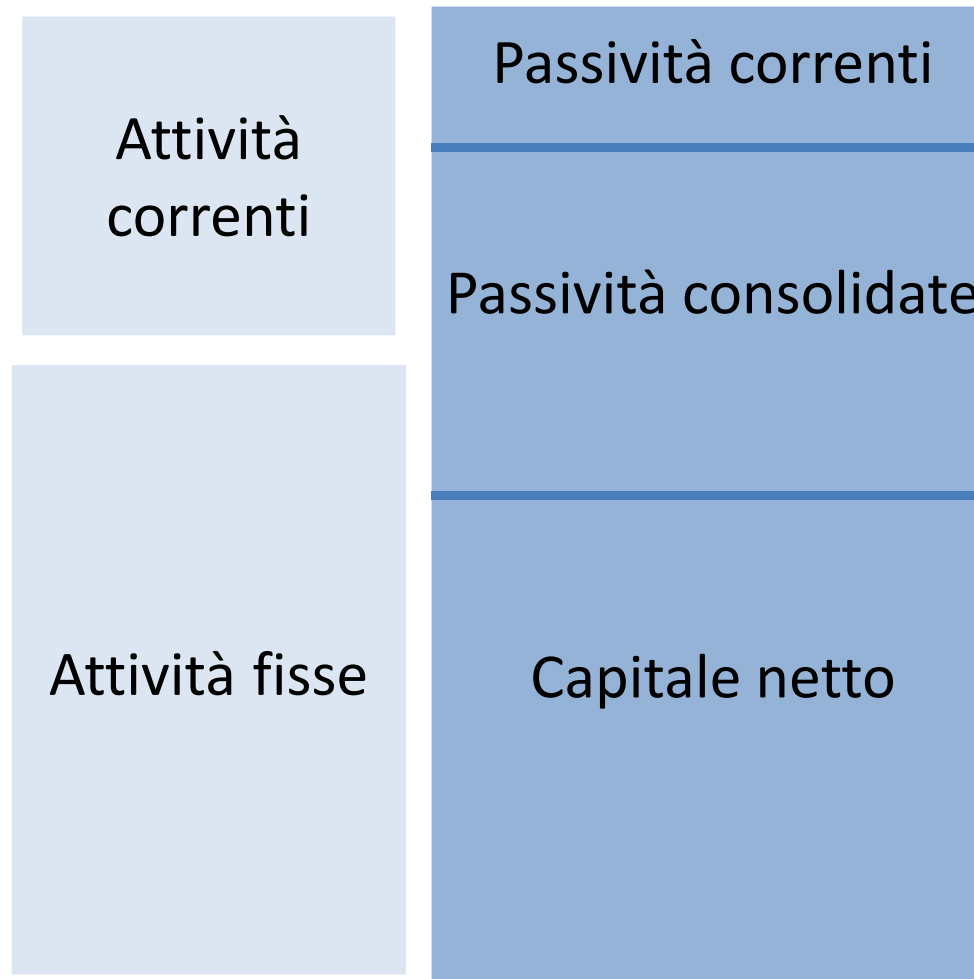 Attività
correnti
Attività fisse
Passività correnti
Passività consolidate
Capitale netto